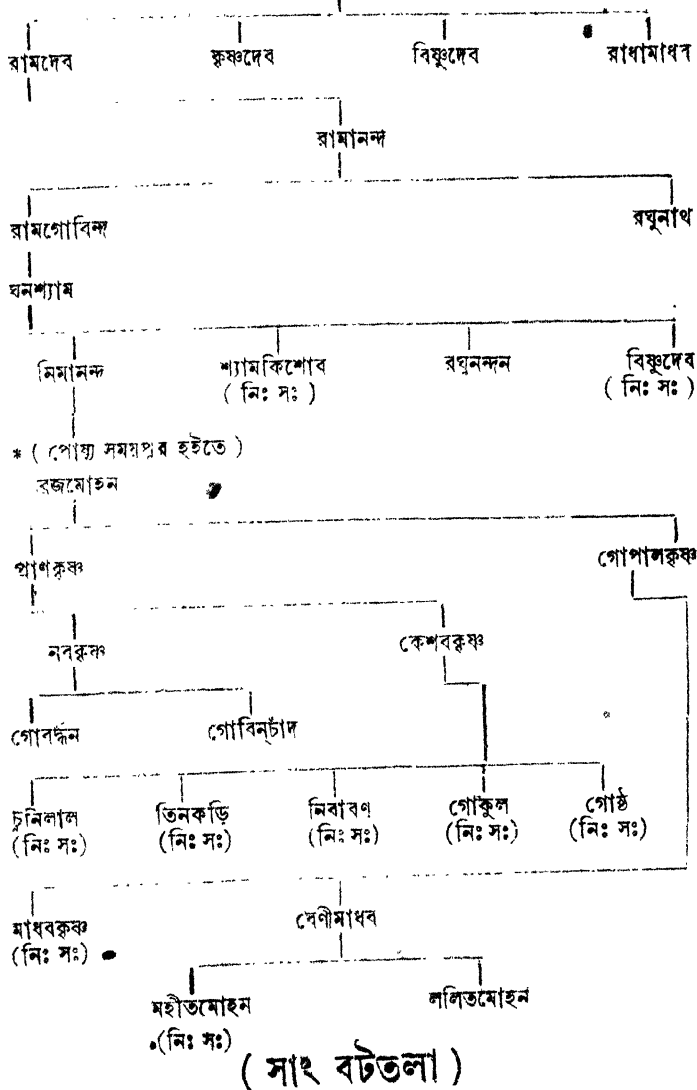 রামদেব কৃষ্ণদেব বিষ্ণুদেব রাধামাধব
রামানন্দ
রামগোবিন্দ রঘুনাথ
ঘনশ্যাম
নিমানন্দ শ্যামকিশোব রঘুনন্দন বিষ্ণুদেব
( নিঃ সঃ ) ( নিঃ সঃ )
* ( পোষ্য সময়পুর হইতে )
ব্রজমোহন
প্রাণকৃষ্ণ গোপালকৃষ্ণ
নবকৃষ্ণ কেশবকৃষ্ণ
গোবর্দ্ধন গোবিন্‌চাঁদ
চুনিলাল তিনকড়ি নিবাবণ গোকুল গোষ্ঠ
(নিঃ সঃ) (নিঃ সঃ) (নিঃ সঃ) (নিঃ সঃ) (নিঃ সঃ)
মাধবকৃষ্ণ বেণীমাধব
(নিঃ সঃ)
মহীতমোহন ললিতমোহন
(নিঃ সঃ)
( সাং বটতলা )